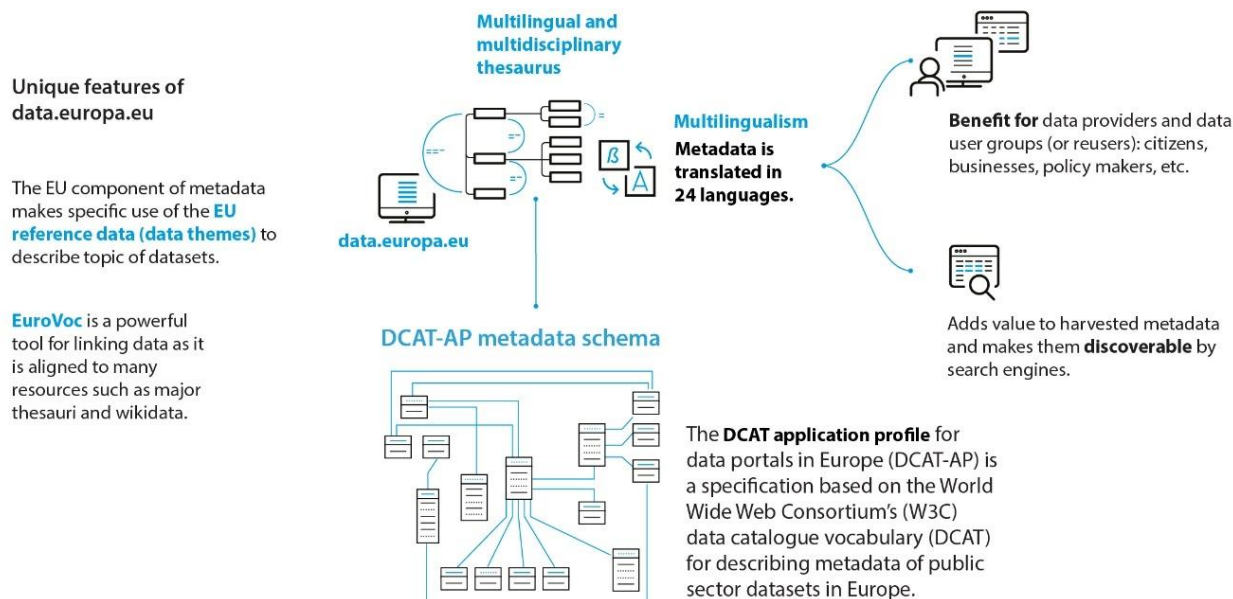 Unique features of
data.europa.eu
The EU component of metadata
makes specific use of the EU
reference data (data themes) to
describe topic of datasets.
EuroVoc is a powerful
tool for linking data as it
is aligned to many
resources such as major
thesauri and wikidata.
Multilingual and
multidisciplinary
thesaurus
data.europa.eu
ß
A
Multilingualism
Metadata is
translated in
24 languages.
Benefit for data providers and data
user groups (or reusers): citizens,
businesses, policy makers, etc.
Adds value to harvested metadata
and makes them discoverable by
search engines.
DCAT-AP metadata schema
The DCAT application profile for
data portals in Europe (DCAT-AP) is
a specification based on the World
Wide Web Consortium's (W3C)
data catalogue vocabulary (DCAT)
for describing metadata of public
sector datasets in Europe.